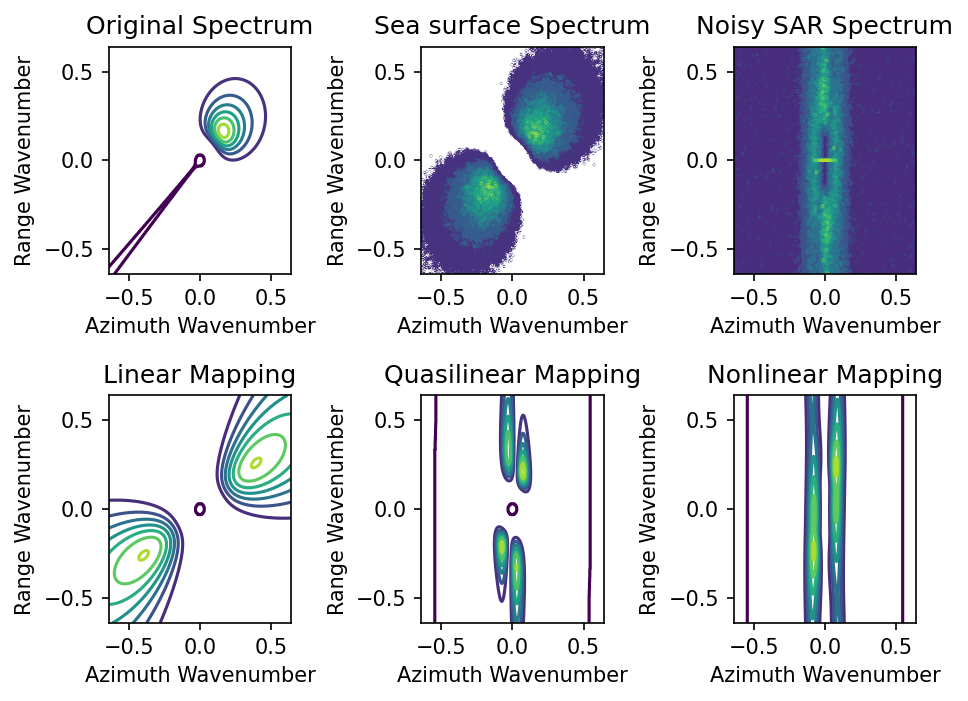 Original Spectrum
Range Wavenumber
0.5
0.0
−0.5
−0.5 0.0 0.5
Azimuth Wavenumber
Sea surface Spectrum
Range Wavenumber
0.5
0.0
−0.5
−0.5 0.0 0.5
Azimuth Wavenumber
Noisy SAR Spectrum
Range Wavenumber
0.5
0.0
−0.5
−0.5 0.0 0.5
Azimuth Wavenumber
Linear Mapping
Range Wavenumber
0.5
0.0
−0.5
−0.5 0.0 0.5
Azimuth Wavenumber
Quasilinear Mapping
Range Wavenumber
0.5
0.0
−0.5
−0.5 0.0 0.5
Azimuth Wavenumber
Nonlinear Mapping
Range Wavenumber
0.5
0.0
−0.5
−0.5 0.0 0.5
Azimuth Wavenumber